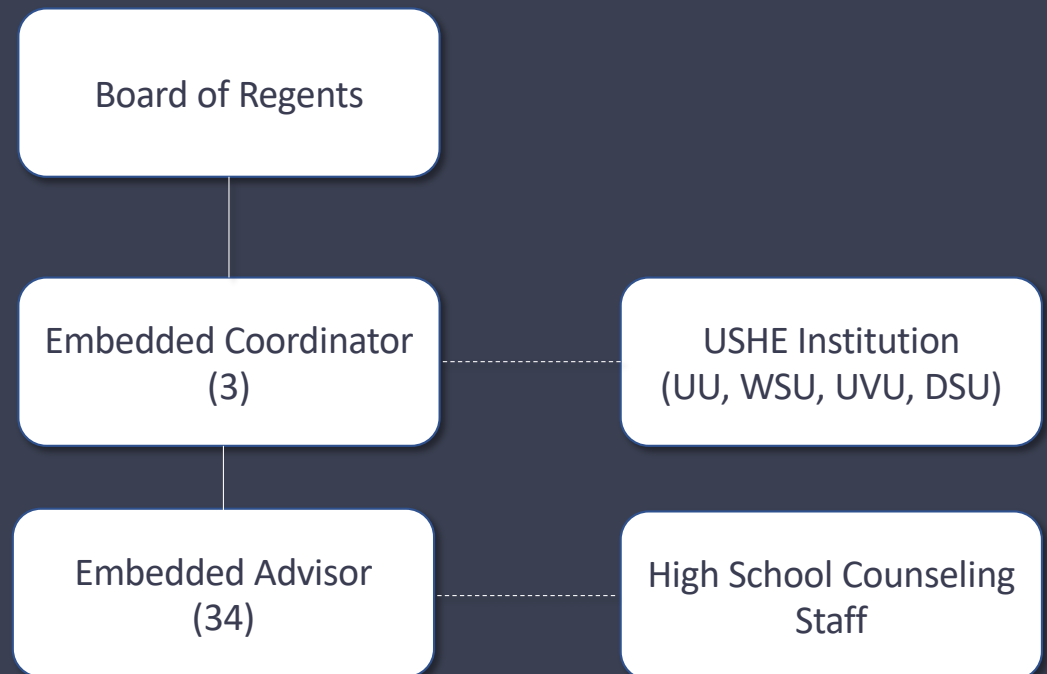 Board of Regents
Embedded Coordinator
(3)
USHE Institution
(UU, WSU, UVU, DSU)
Embedded Advisor
(34)
High School Counseling
Staff